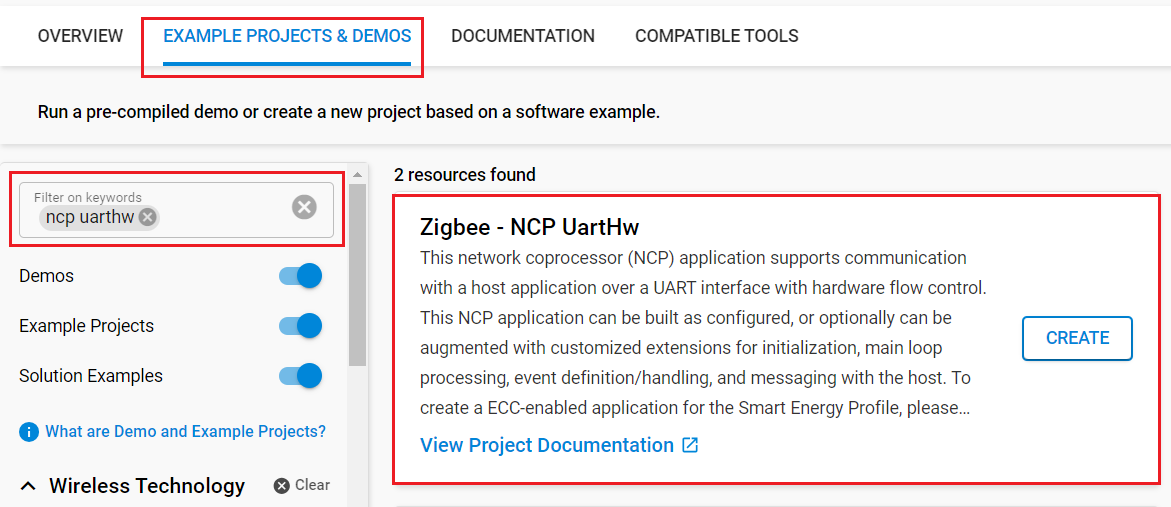 OVERVIEW EXAMPLE PROJECTS & DEMOS DOCUMENTATION COMPATIBLE TOOLS
Run a pre-compiled demo or create a new project based on a software example.
Filter on keywords
ncp uarthw
Demos
Example Projects
Solution Examples
What are Demo and Example Projects?
Wireless Technology Clear
2 resources found
Zigbee - NCP UartHw
This network coprocessor (NCP) application supports communication
with a host application over a UART interface with hardware flow control.
This NCP application can be built as configured, or optionally can be
augmented with customized extensions for initialization, main loop
processing, event definition/handling, and messaging with the host. To
create a ECC-enabled application for the Smart Energy Profile, please…
View Project Documentation
CREATE